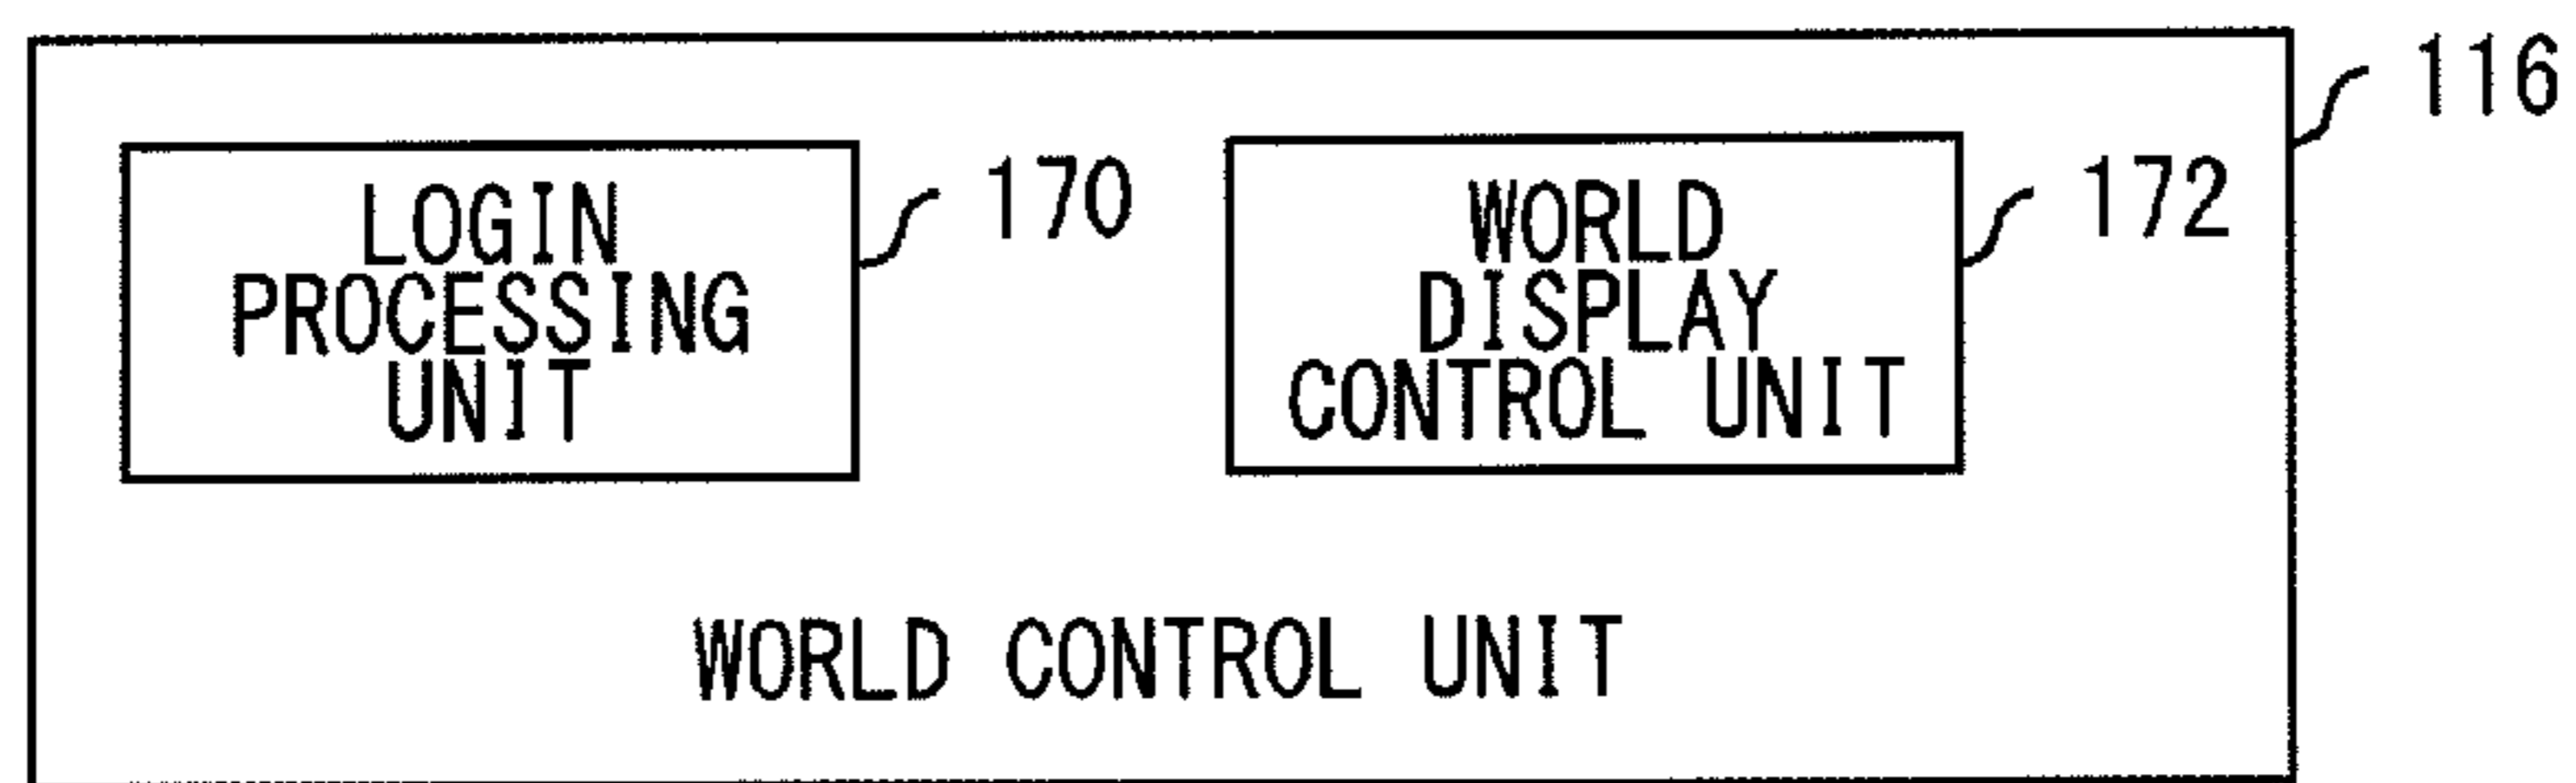 116
LOGIN
PROCESSING
UNIT
170
WORLD
DISPLAY
CONTROL UNIT
172
WORLD CONTROL UNIT